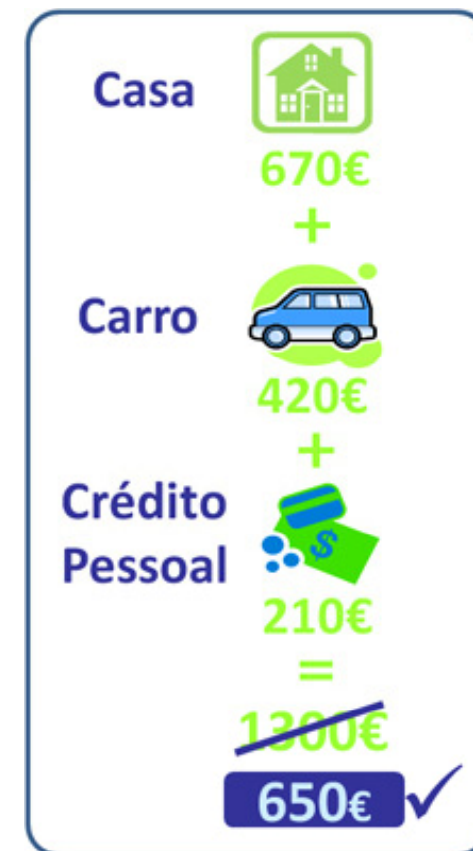 Casa
670€
+
Carro
420€
+
Crédito
Pessoal
$
210€
=
1300€
650€